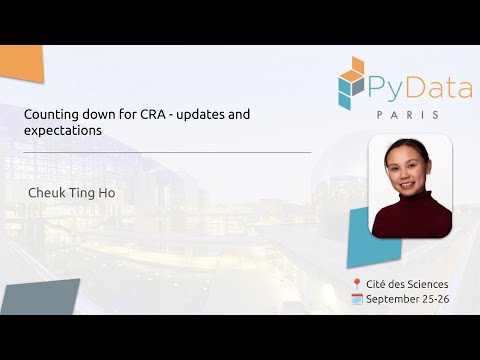 PyData
PARIS
Counting down for CRA - updates and
expectations
Cheuk Ting Ho
📍 Cité des Sciences
🗓️ September 25-26